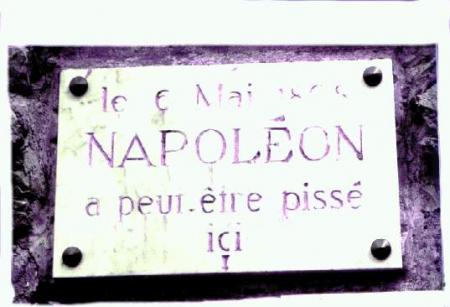 le 6 Mai
NAPOLÉON
a peut-être pissé
ici